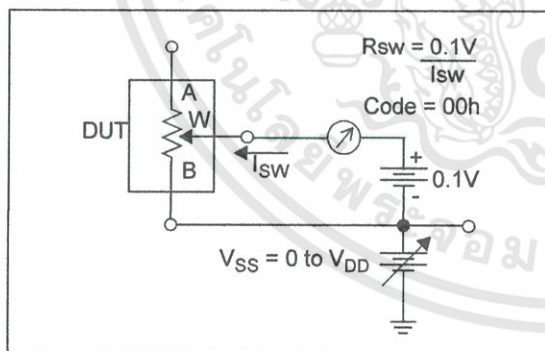 Rsw = 0.1V
Isw
Code = 00h
A
DUT
W
B
ISW
+
0.1V
-
VSS = 0 to VDD